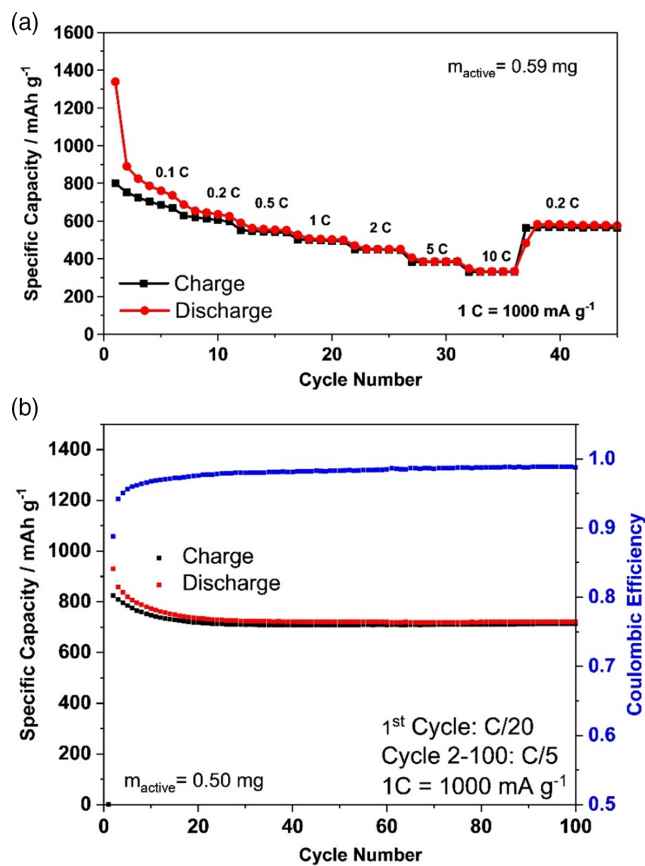 (a)
1600
1400
1200
1000
800
600
400
200
0
Specific Capacity / mAh g⁻¹
m_active= 0.59 mg
0.1 C
0.2 C
0.5 C
1 C
2 C
5 C
10 C
0.2 C
Charge
Discharge
1 C = 1000 mA g⁻¹
0 10 20 30 40
Cycle Number
(b)
1400
1200
1000
800
600
400
200
0
Specific Capacity / mAh g⁻¹
Charge
Discharge
1st Cycle: C/20
Cycle 2-100: C/5
1C = 1000 mA g⁻¹
m_active= 0.50 mg
1.0
0.9
0.8
0.7
0.6
0.5
Coulombic Efficiency
0 20 40 60 80 100
Cycle Number